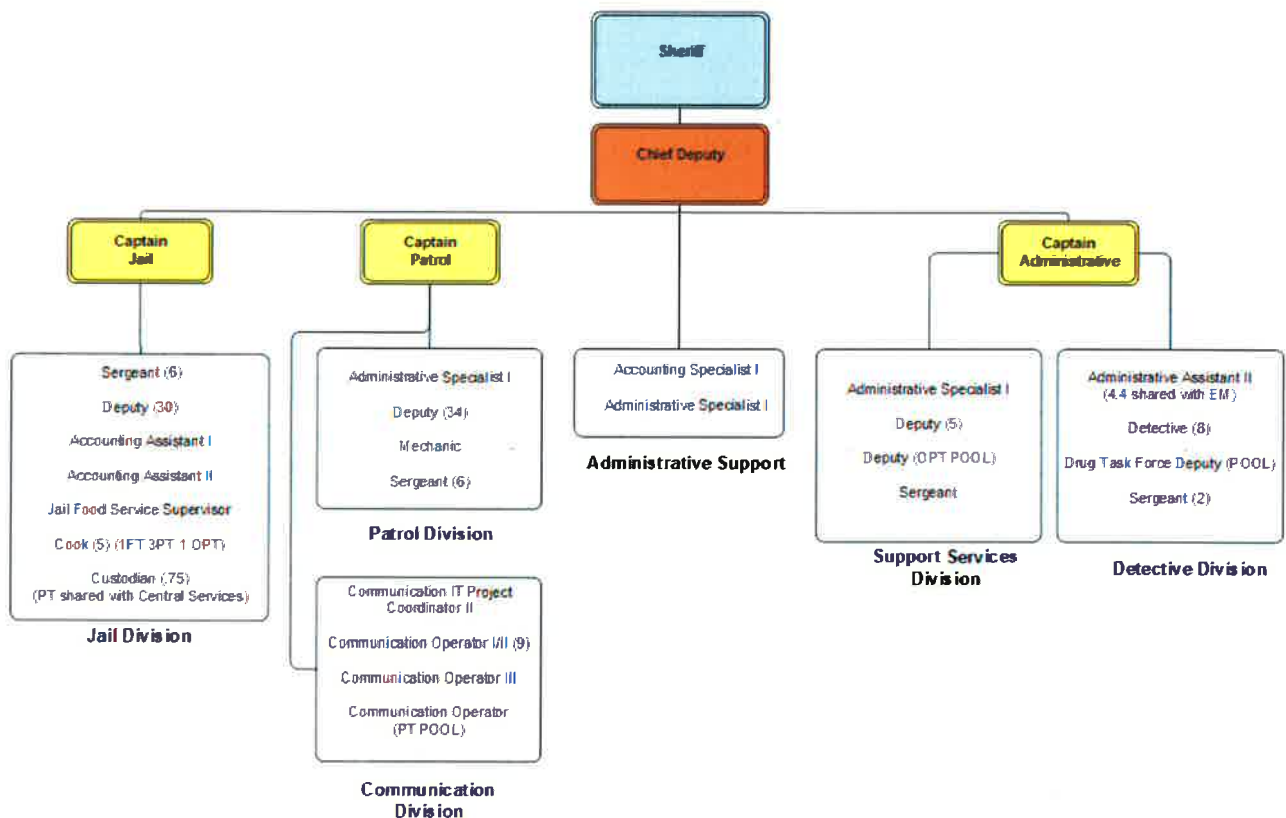 Sheriff
Chief Deputy
Captain
Jail
Captain
Patrol
Captain
Administrative
Sergeant (6)
Deputy (30)
Accounting Assistant I
Accounting Assistant II
Jail Food Service Supervisor
Cook (5) (1FT 3PT 1 OPT)
Custodian (.75)
(PT shared with Central Services)
Jail Division
Administrative Specialist I
Deputy (34)
Mechanic
Sergeant (6)
Patrol Division
Communication IT Project
Coordinator II
Communication Operator I/II (9)
Communication Operator III
Communication Operator
(PT POOL)
Communication
Division
Accounting Specialist I
Administrative Specialist I
Administrative Support
Administrative Specialist I
Deputy (5)
Deputy (OPT POOL)
Sergeant
Support Services
Division
Administrative Assistant II
(4.4 shared with EM)
Detective (8)
Drug Task Force Deputy (POOL)
Sergeant (2)
Detective Division